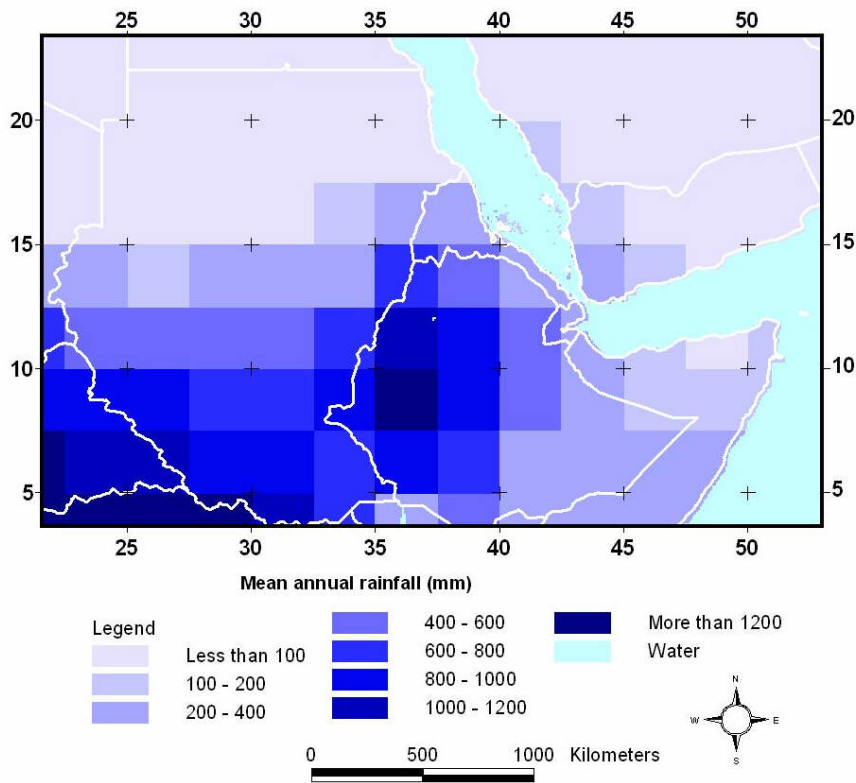 25 30 35 40 45 50
20 20
15 15
10 10
5 5
25 30 35 40 45 50
Mean annual rainfall (mm)
Legend
Less than 100
100 - 200
200 - 400
400 - 600
600 - 800
800 - 1000
1000 - 1200
More than 1200
Water
N
W E
S
0 500 1000 Kilometers